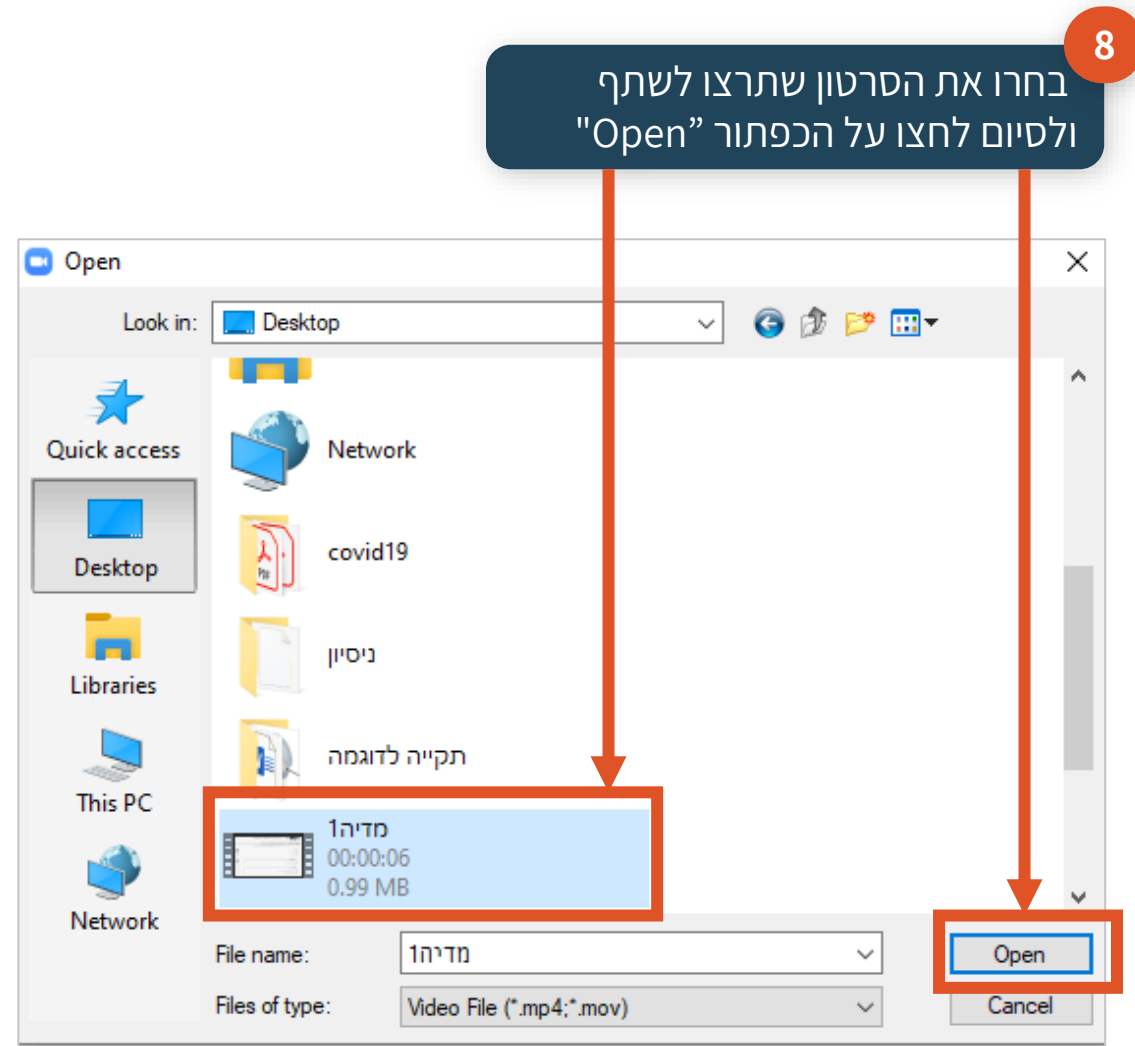 8
בחרו את הסרטון שתרצו לשתף
ולסיום לחצו על הכפתור ”Open"
Open
Look in: Desktop
Quick access
Desktop
Libraries
This PC
Network
Network
covid19
ניסיון
תקייה לדוגמה
מדיה1
00:00:06
0.99 MB
File name: מדיה1
Open
Files of type: Video File (*.mp4;*.mov)
Cancel